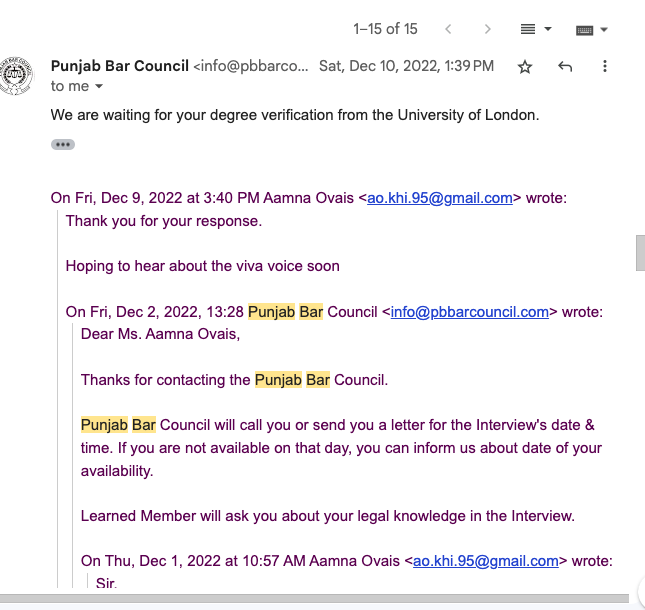 1–15 of 15
Punjab Bar Council <info@pbbarco... Sat, Dec 10, 2022, 1:39 PM
to me
We are waiting for your degree verification from the University of London.
On Fri, Dec 9, 2022 at 3:40 PM Aamna Ovais <ao.khi.95@gmail.com> wrote:
Thank you for your response.
Hoping to hear about the viva voice soon
On Fri, Dec 2, 2022, 13:28 Punjab Bar Council <info@pbbarcouncil.com> wrote:
Dear Ms. Aamna Ovais,
Thanks for contacting the Punjab Bar Council.
Punjab Bar Council will call you or send you a letter for the Interview's date &
time. If you are not available on that day, you can inform us about date of your
availability.
Learned Member will ask you about your legal knowledge in the Interview.
On Thu, Dec 1, 2022 at 10:57 AM Aamna Ovais <ao.khi.95@gmail.com> wrote:
Sir,